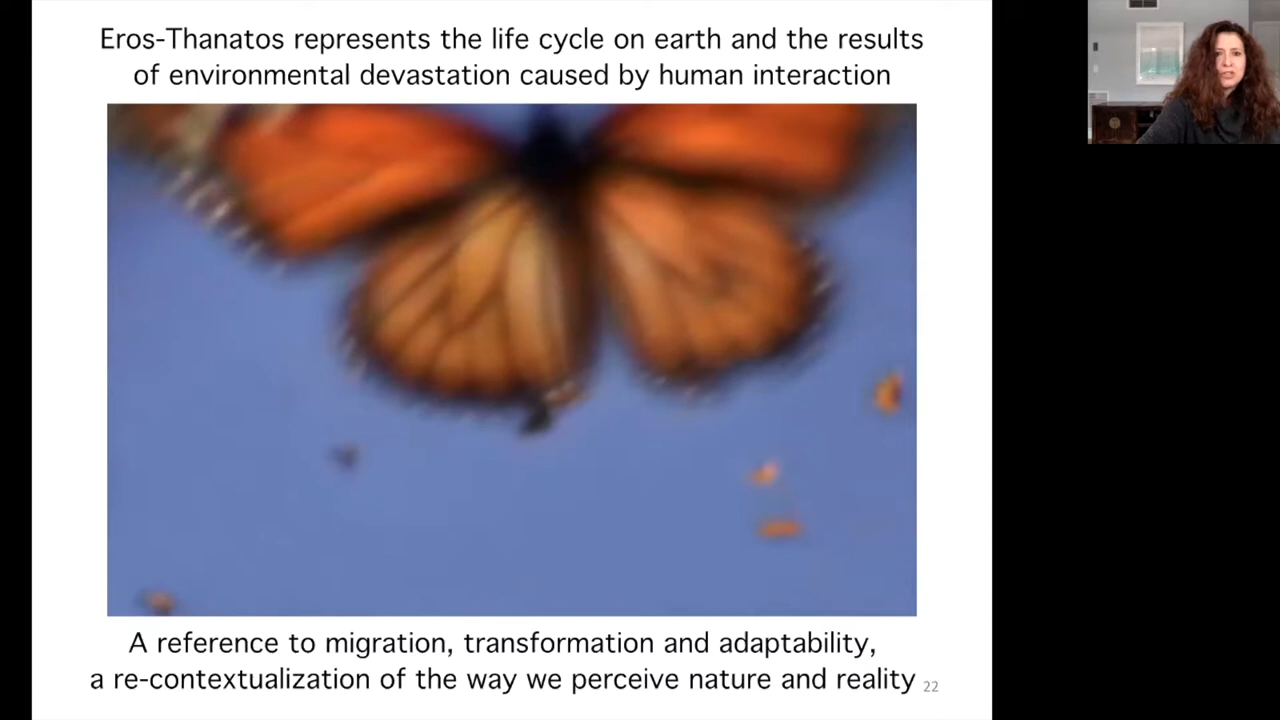 Eros-Thanatos represents the life cycle on earth and the results
of environmental devastation caused by human interaction
A reference to migration, transformation and adaptability,
a re-contextualization of the way we perceive nature and reality
22